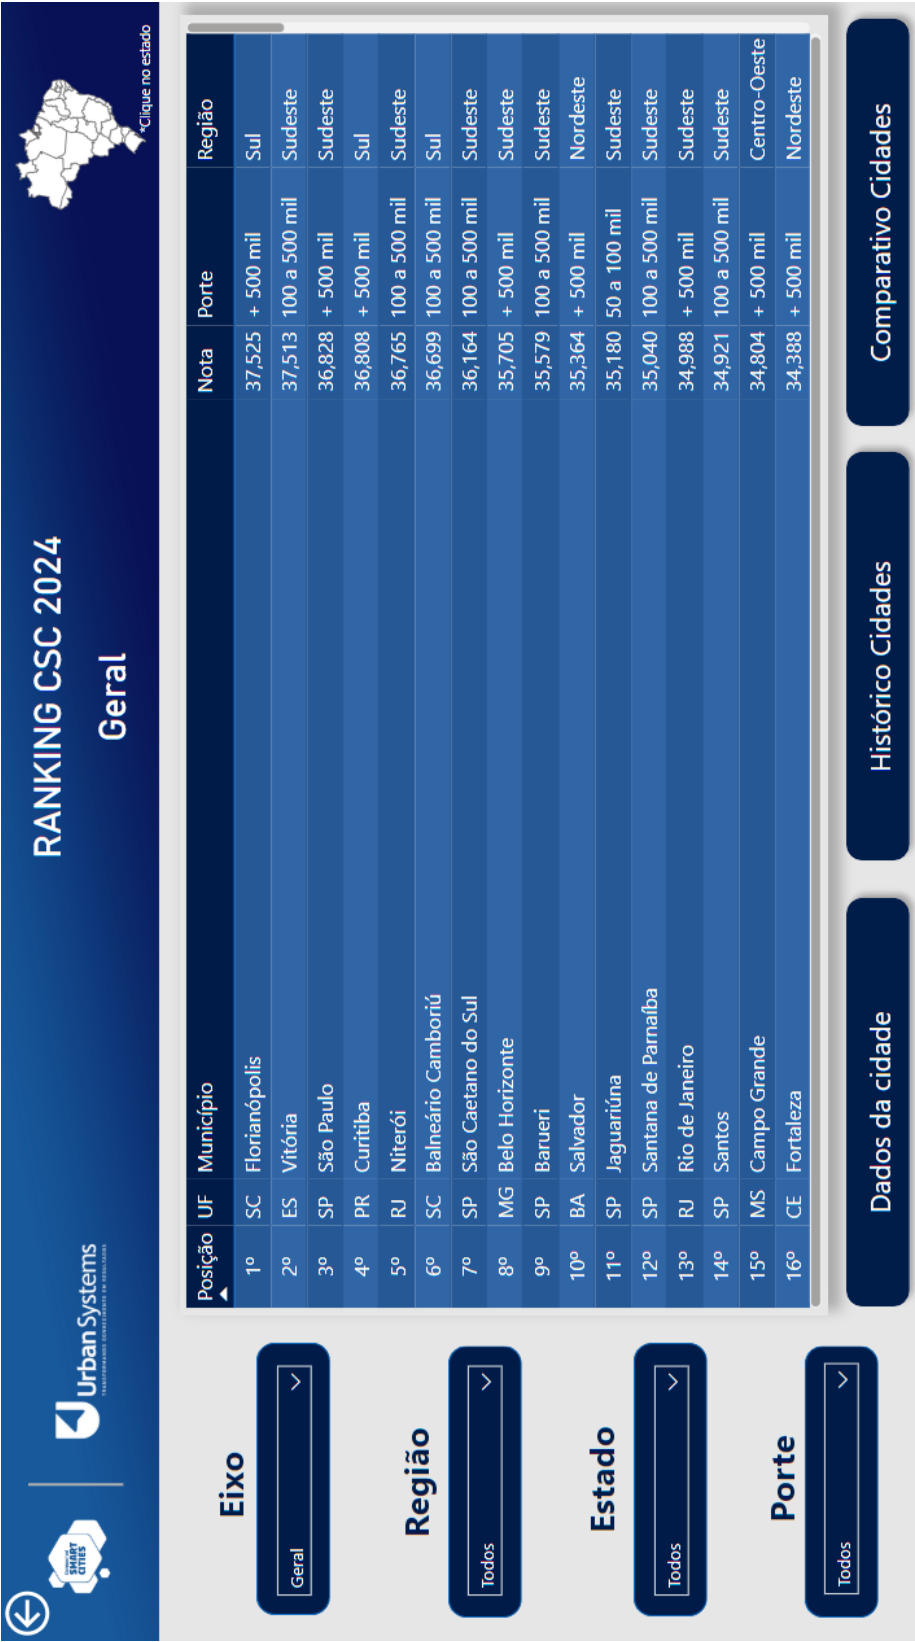 Connected
SMART
CITIES
UrbanSystems
TRANSFORMANDO CONHECIMENTO EM RESULTADOS
RANKING CSC 2024
Geral
*Clique no estado
Eixo
Geral
Região
Todos
Estado
Todos
Porte
Todos
Posição UF Município Nota Porte Região
1º SC Florianópolis 37,525 + 500 mil Sul
2º ES Vitória 37,513 100 a 500 mil Sudeste
3º SP São Paulo 36,828 + 500 mil Sudeste
4º PR Curitiba 36,808 + 500 mil Sul
5º RJ Niterói 36,765 100 a 500 mil Sudeste
6º SC Balneário Camboriú 36,699 100 a 500 mil Sul
7º SP São Caetano do Sul 36,164 100 a 500 mil Sudeste
8º MG Belo Horizonte 35,705 + 500 mil Sudeste
9º SP Barueri 35,579 100 a 500 mil Sudeste
10º BA Salvador 35,364 + 500 mil Nordeste
11º SP Jaguariúna 35,180 50 a 100 mil Sudeste
12º SP Santana de Parnaíba 35,040 100 a 500 mil Sudeste
13º RJ Rio de Janeiro 34,988 + 500 mil Sudeste
14º SP Santos 34,921 100 a 500 mil Sudeste
15º MS Campo Grande 34,804 + 500 mil Centro-Oeste
16º CE Fortaleza 34,388 + 500 mil Nordeste
Dados da cidade
Histórico Cidades
Comparativo Cidades